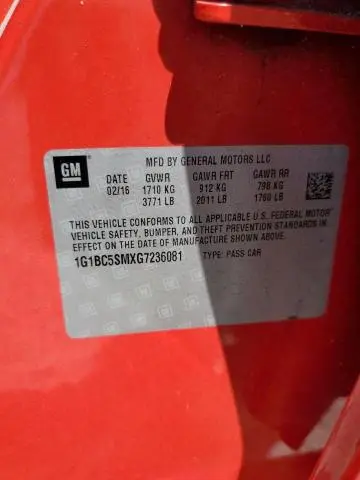 GM
MFD BY GENERAL MOTORS LLC
DATE GVWR GAWR FRT GAWR RR
02/16 1710 KG 912 KG 798 KG
3771 LB 2011 LB 1760 LB
THIS VEHICLE CONFORMS TO ALL APPLICABLE U.S. FEDERAL MOTOR
VEHICLE SAFETY, BUMPER, AND THEFT PREVENTION STANDARDS IN
EFFECT ON THE DATE OF MANUFACTURE SHOWN ABOVE.
1G1BC5SMXG7236081 TYPE: PASS CAR